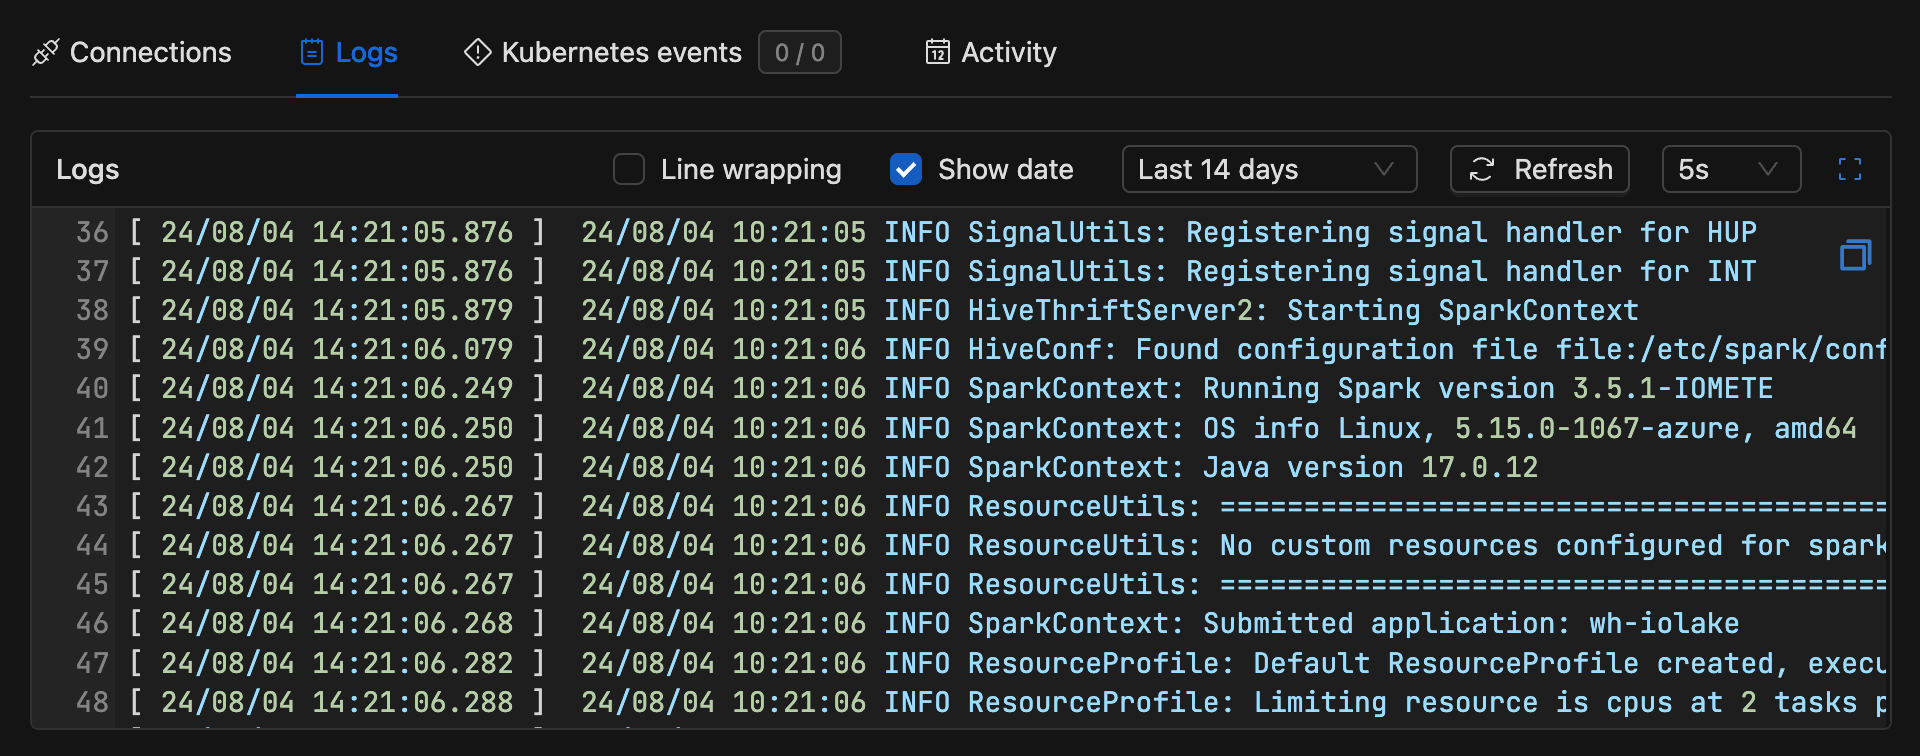 Connections Logs Kubernetes events 0 / 0 12 Activity
Logs Line wrapping Show date Last 14 days Refresh 5s
36 [ 24/08/04 14:21:05.876 ] 24/08/04 10:21:05 INFO SignalUtils: Registering signal handler for HUP
37 [ 24/08/04 14:21:05.876 ] 24/08/04 10:21:05 INFO SignalUtils: Registering signal handler for INT
38 [ 24/08/04 14:21:05.879 ] 24/08/04 10:21:05 INFO HiveThriftServer2: Starting SparkContext
39 [ 24/08/04 14:21:06.079 ] 24/08/04 10:21:06 INFO HiveConf: Found configuration file file:/etc/spark/conf
40 [ 24/08/04 14:21:06.249 ] 24/08/04 10:21:06 INFO SparkContext: Running Spark version 3.5.1-IOMETE
41 [ 24/08/04 14:21:06.250 ] 24/08/04 10:21:06 INFO SparkContext: OS info Linux, 5.15.0-1067-azure, amd64
42 [ 24/08/04 14:21:06.250 ] 24/08/04 10:21:06 INFO SparkContext: Java version 17.0.12
43 [ 24/08/04 14:21:06.267 ] 24/08/04 10:21:06 INFO ResourceUtils: ========================================
44 [ 24/08/04 14:21:06.267 ] 24/08/04 10:21:06 INFO ResourceUtils: No custom resources configured for spark
45 [ 24/08/04 14:21:06.267 ] 24/08/04 10:21:06 INFO ResourceUtils: ========================================
46 [ 24/08/04 14:21:06.268 ] 24/08/04 10:21:06 INFO SparkContext: Submitted application: wh-iolake
47 [ 24/08/04 14:21:06.282 ] 24/08/04 10:21:06 INFO ResourceProfile: Default ResourceProfile created, execu
48 [ 24/08/04 14:21:06.288 ] 24/08/04 10:21:06 INFO ResourceProfile: Limiting resource is cpus at 2 tasks p